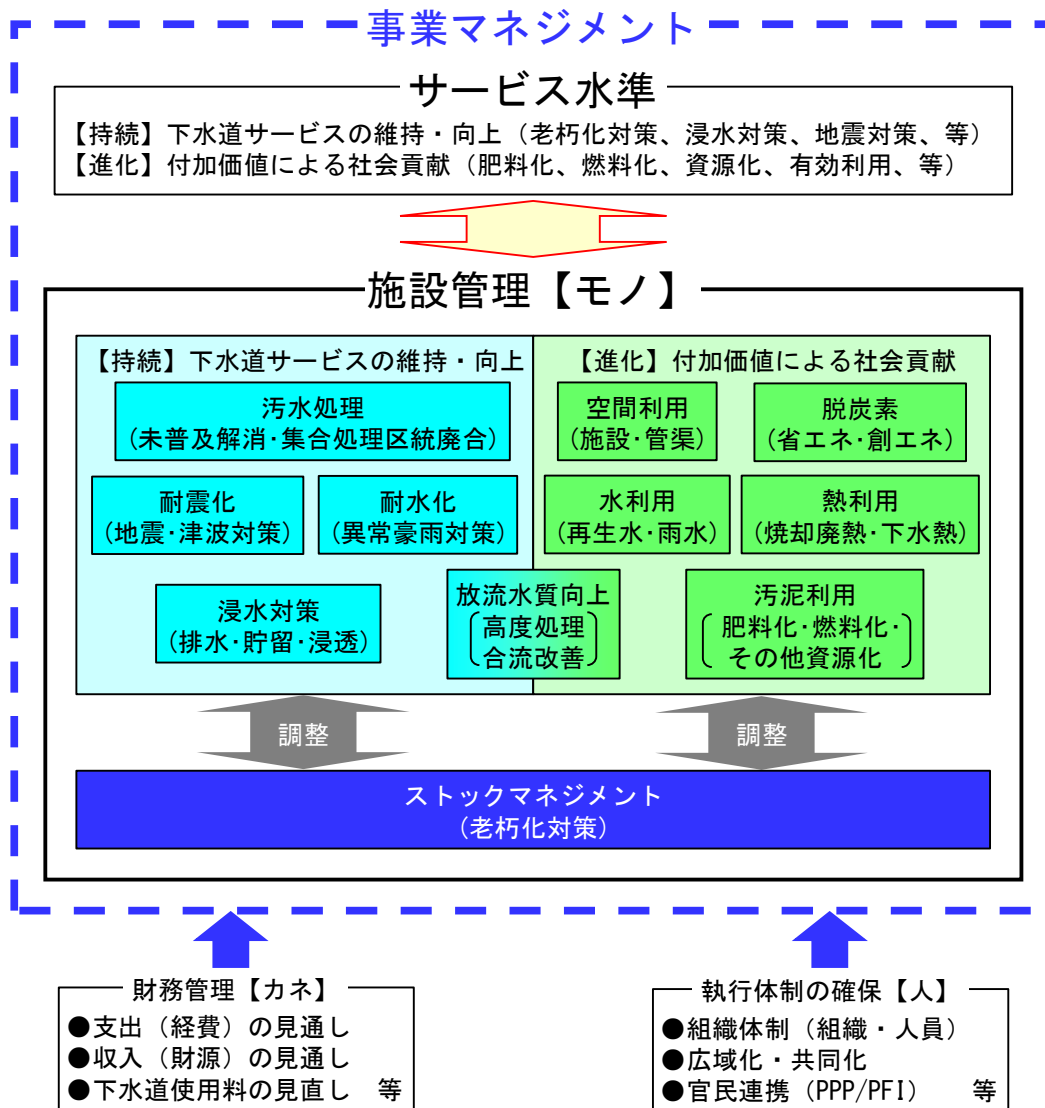 事業マネジメント
サービス水準
【持続】下水道サービスの維持・向上（老朽化対策、浸水対策、地震対策、等）
【進化】付加価値による社会貢献（肥料化、燃料化、資源化、有効利用、等）
施設管理【モノ】
【持続】下水道サービスの維持・向上
汚水処理
（未普及解消･集合処理区統廃合）
耐震化
（地震･津波対策）
耐水化
（異常豪雨対策）
浸水対策
（排水･貯留･浸透）
放流水質向上
高度処理
合流改善
【進化】付加価値による社会貢献
空間利用
（施設･管渠）
脱炭素
（省エネ･創エネ）
水利用
（再生水･雨水）
熱利用
（焼却廃熱･下水熱）
汚泥利用
肥料化･燃料化･
その他資源化
調整
調整
ストックマネジメント
（老朽化対策）
財務管理【カネ】
●支出（経費）の見通し
●収入（財源）の見通し
●下水道使用料の見直し　等
執行体制の確保【人】
●組織体制（組織・人員）
●広域化・共同化
●官民連携（PPP/PFI）　　等